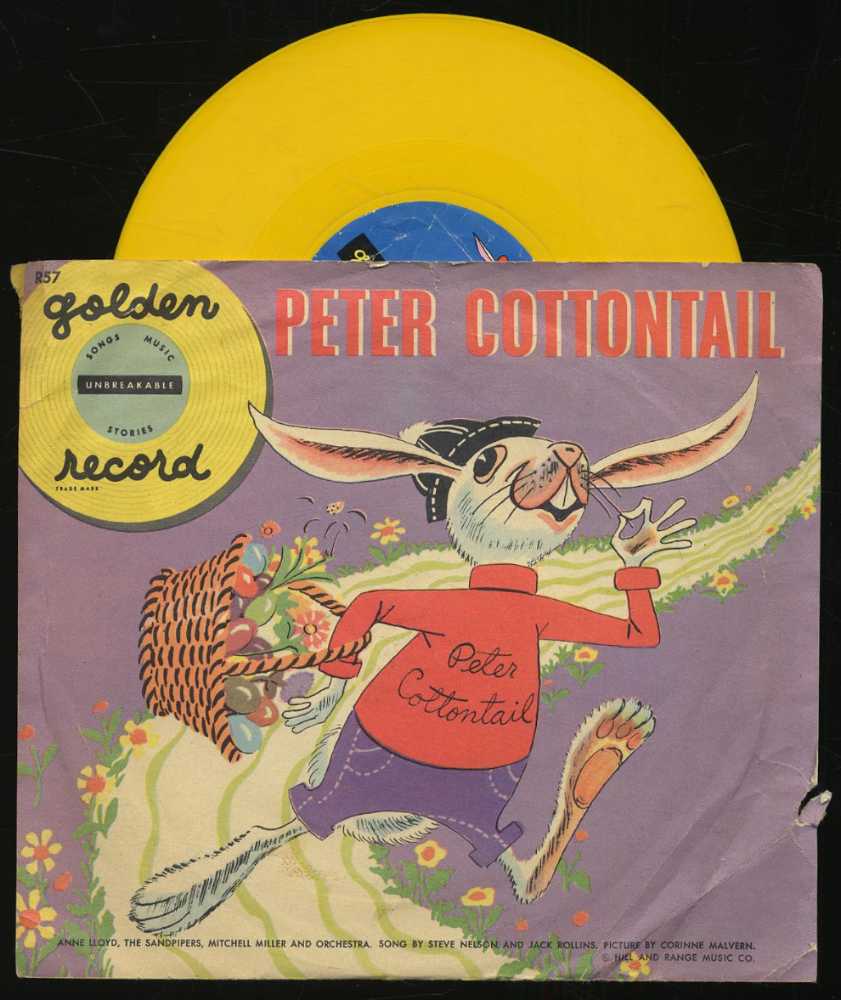 R57
golden
PETER COTTONTAIL
SONGS MUSIC
UNBREAKABLE
STORIES
record
TRADE MARK
Peter
Cottontail
ANNE LLOYD, THE SANDPIPERS, MITCHELL MILLER AND ORCHESTRA. SONG BY STEVE NELSON AND JACK ROLLINS. PICTURE BY CORINNE MALVERN.
© HILL AND RANGE MUSIC CO.